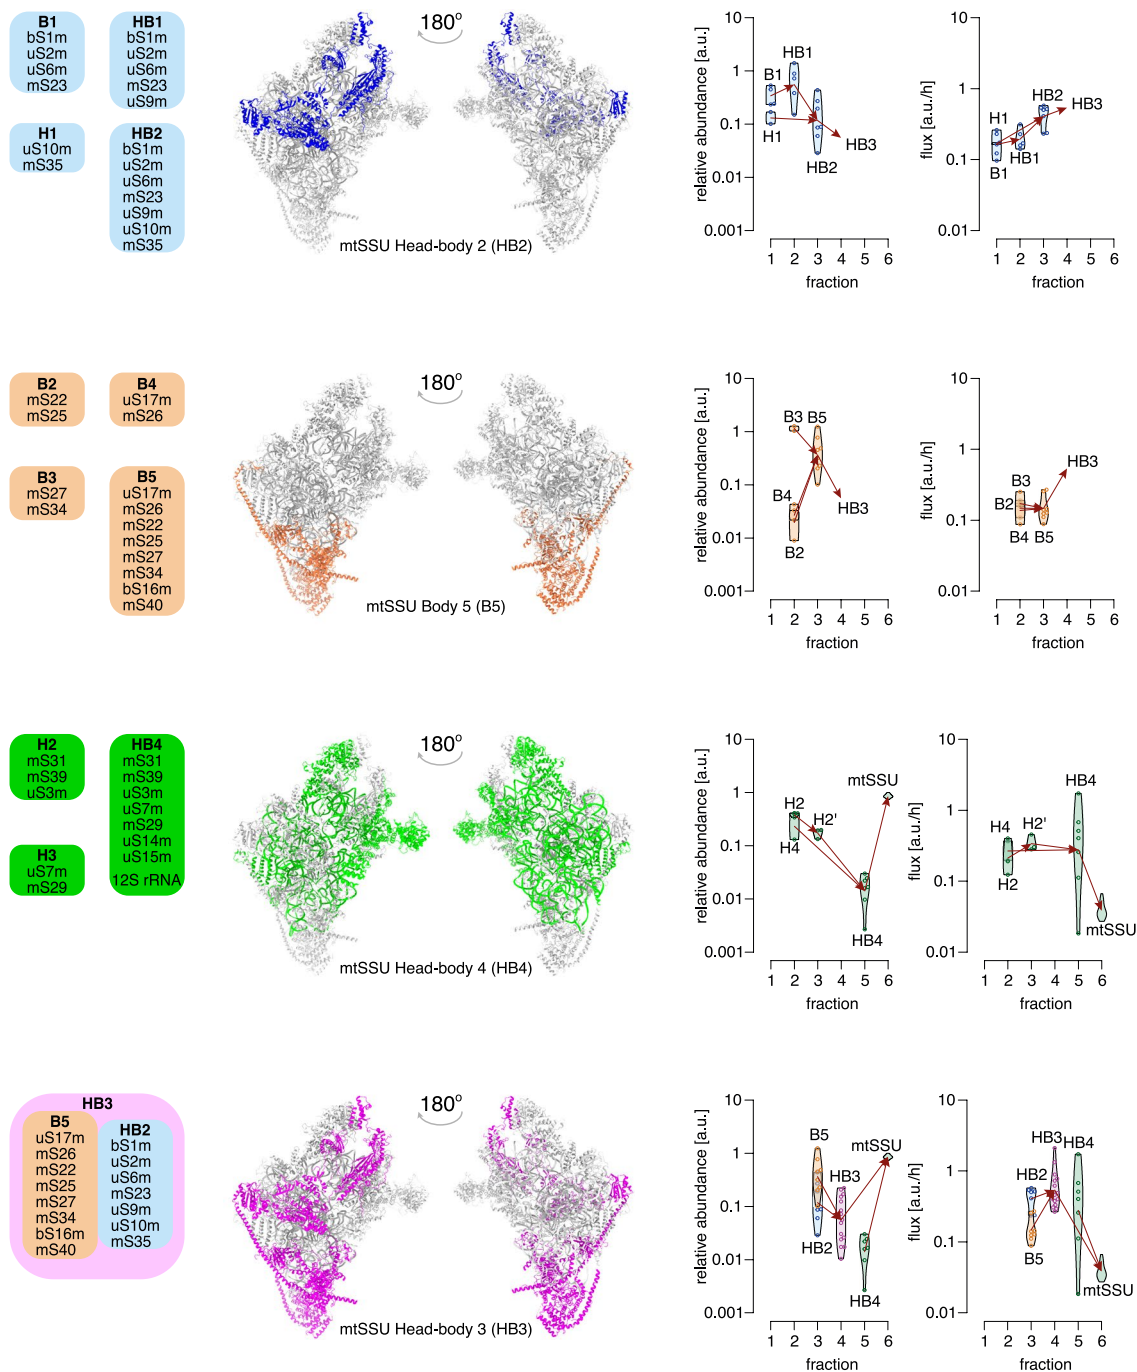 B1
bS1m
uS2m
uS6m
mS23
HB1
bS1m
uS2m
uS6m
mS23
uS9m
H1
uS10m
mS35
HB2
bS1m
uS2m
uS6m
mS23
uS9m
uS10m
mS35
180°
mtSSU Head-body 2 (HB2)
relative abundance [a.u.]
10
1
0.1
0.01
0.001
B1
HB1
H1
HB2
HB3
1 2 3 4 5 6
fraction
flux [a.u./h]
10
1
0.1
0.01
H1
B1
HB1
HB2
HB3
1 2 3 4 5 6
fraction
B2
mS22
mS25
B4
uS17m
mS26
B3
mS27
mS34
B5
uS17m
mS26
mS22
mS25
mS27
mS34
bS16m
mS40
180°
mtSSU Body 5 (B5)
relative abundance [a.u.]
10
1
0.1
0.01
0.001
B3 B5
B4
B2
HB3
1 2 3 4 5 6
fraction
flux [a.u./h]
10
1
0.1
0.01
B3
B2
B4 B5
HB3
1 2 3 4 5 6
fraction
H2
mS31
mS39
uS3m
HB4
mS31
mS39
uS3m
uS7m
mS29
uS14m
uS15m
12S rRNA
H3
uS7m
mS29
180°
mtSSU Head-body 4 (HB4)
relative abundance [a.u.]
10
1
0.1
0.01
0.001
H2
H2'
H4
HB4
mtSSU
1 2 3 4 5 6
fraction
flux [a.u./h]
10
1
0.1
0.01
H4
H2'
H2
HB4
mtSSU
1 2 3 4 5 6
fraction
HB3
B5
uS17m
mS26
mS22
mS25
mS27
mS34
bS16m
mS40
HB2
bS1m
uS2m
uS6m
mS23
uS9m
uS10m
mS35
180°
mtSSU Head-body 3 (HB3)
relative abundance [a.u.]
10
1
0.1
0.01
0.001
B5
HB3
mtSSU
HB2
HB4
1 2 3 4 5 6
fraction
flux [a.u./h]
10
1
0.1
0.01
HB3
HB4
HB2
B5
mtSSU
1 2 3 4 5 6
fraction